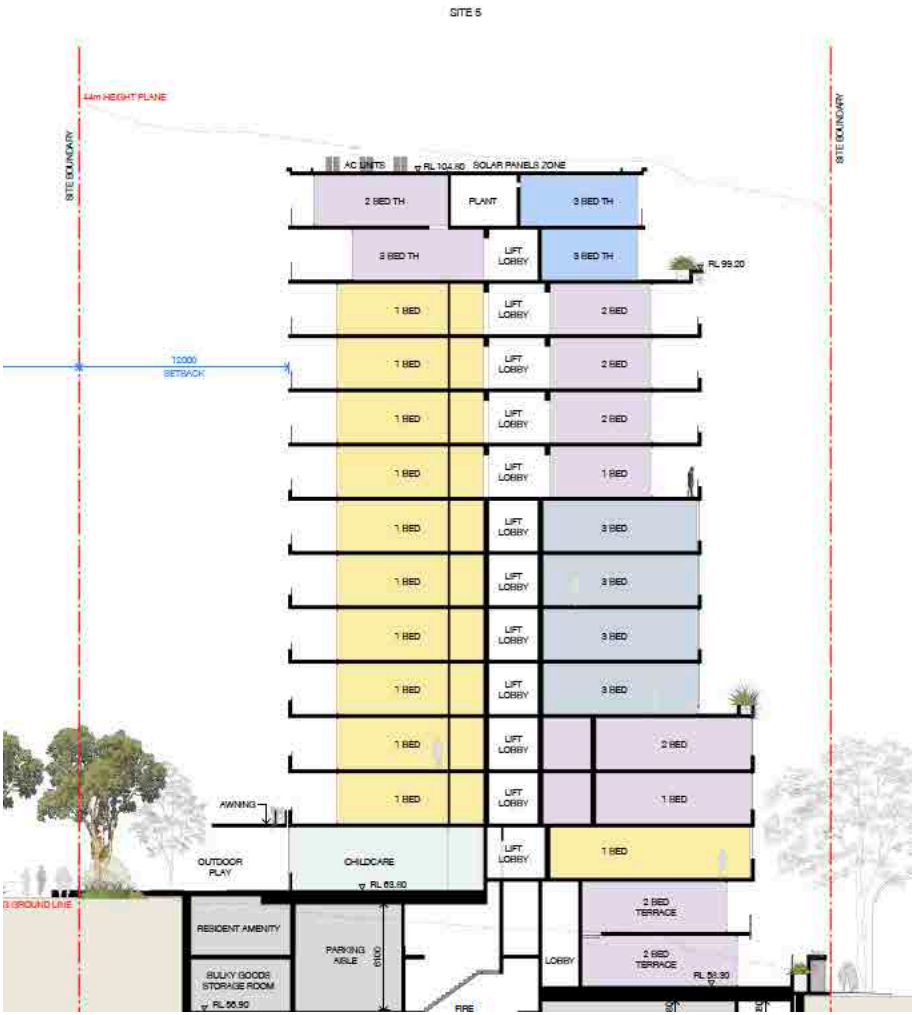 SITE 5
44m HEIGHT PLANE
SITE BOUNDARY
SITE BOUNDARY
AC UNITS
RL 104.80
SOLAR PANELS ZONE
2 BED TH
PLANT
3 BED TH
3 BED TH
LIFT
LOBBY
3 BED TH
RL 99.20
1 BED
LIFT
LOBBY
2 BED
12000
SETBACK
1 BED
LIFT
LOBBY
2 BED
1 BED
LIFT
LOBBY
2 BED
1 BED
LIFT
LOBBY
1 BED
1 BED
LIFT
LOBBY
3 BED
1 BED
LIFT
LOBBY
3 BED
1 BED
LIFT
LOBBY
3 BED
1 BED
LIFT
LOBBY
3 BED
1 BED
LIFT
LOBBY
2 BED
1 BED
LIFT
LOBBY
1 BED
AWNING
OUTDOOR
PLAY
CHILDCARE
LIFT
LOBBY
1 BED
RL 63.80
GROUND LINE
RESIDENT AMENITY
PARKING
AISLE
6100
2 BED
TERRACE
BULKY GOODS
STORAGE ROOM
LOBBY
2 BED
TERRACE
RL 56.90
FIRE